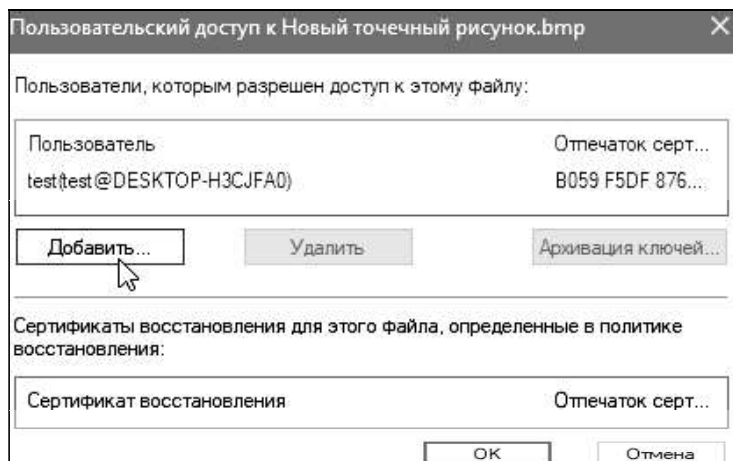 Пользовательский доступ к Новый точечный рисунок.bmp
Пользователи, которым разрешен доступ к этому файлу:
Пользователь Отпечаток серт...
test(test@DESKTOP-H3CJFA0) B059 F5DF 876...
Добавить... Удалить Архивация ключей...
Сертификаты восстановления для этого файла, определенные в политике
восстановления:
Сертификат восстановления Отпечаток серт...
ОК Отмена